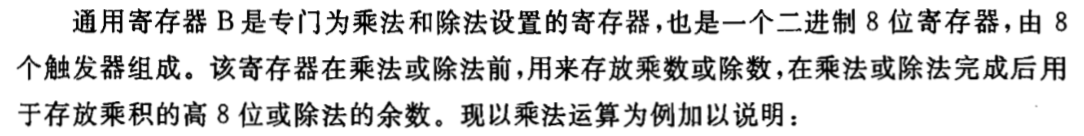 通用寄存器 B 是专门为乘法和除法设置的寄存器,也是一个二进制 8 位寄存器,由 8
个触发器组成。该寄存器在乘法或除法前,用来存放乘数或除数,在乘法或除法完成后用
于存放乘积的高 8 位或除法的余数。现以乘法运算为例加以说明: